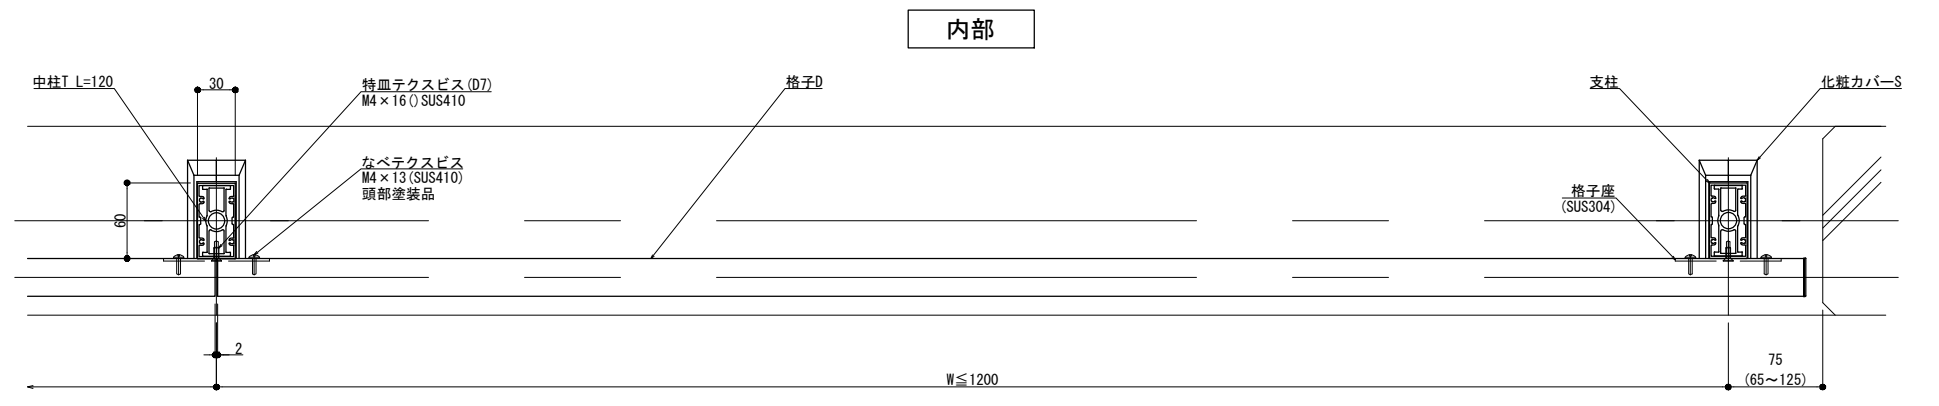 内部
中柱T L=120
30
特皿テクスビス(D7)
M4×16()SUS410
格子D
支柱
化粧カバーS
なべテクスビス
M4×13(SUS410)
頭部塗装品
60
格子座
(SUS304)
2
W≦1200
75
(65～125)